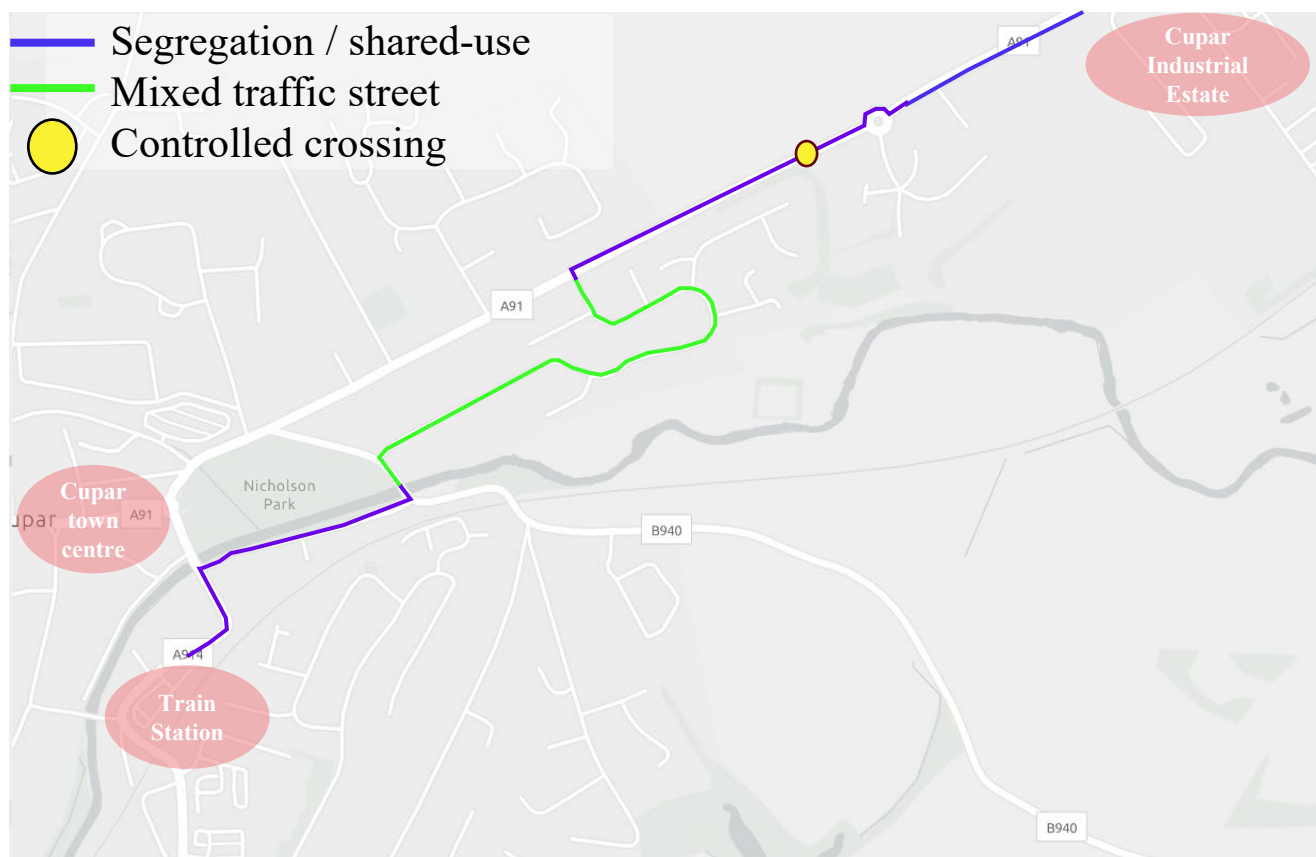 Segregation / shared-use
Mixed traffic street
Controlled crossing
A91
Cupar
Industrial
Estate
A91
Nicholson
Park
Cupar
town
centre
upar
A91
B940
A914
Train
Station
B940